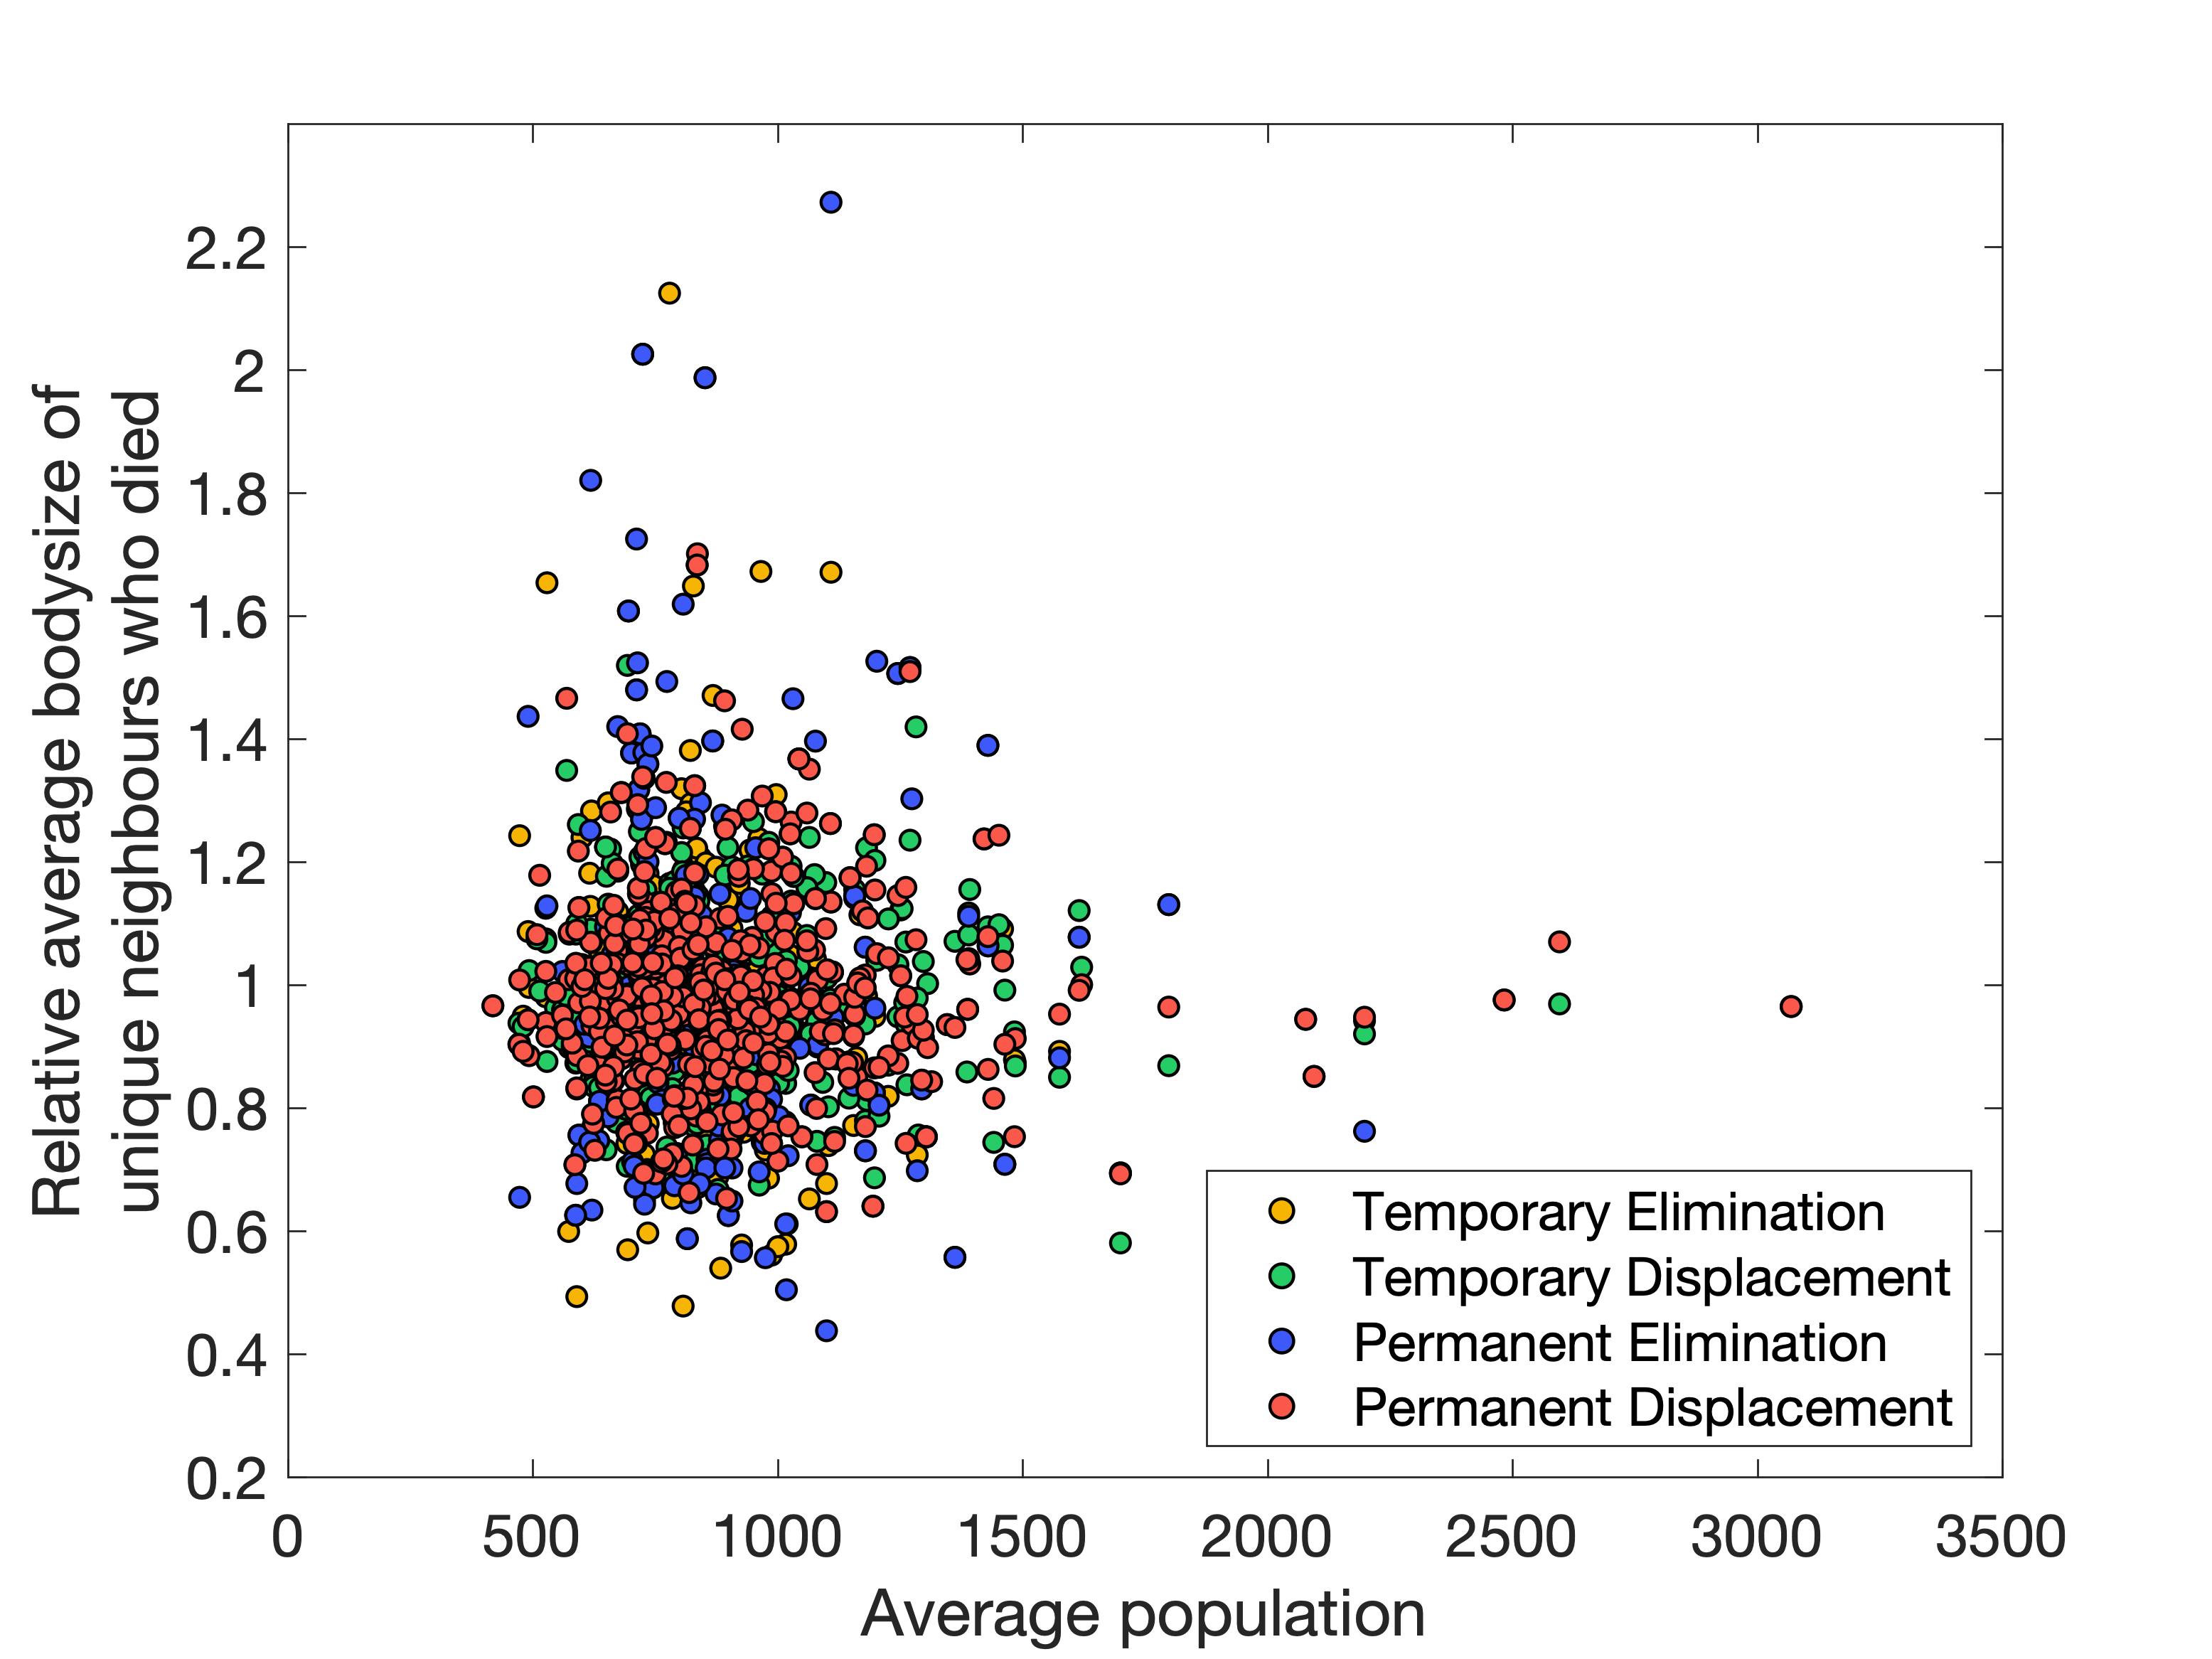 Relative average bodysize of
unique neighbours who died
2.2
2
1.8
1.6
1.4
1.2
1
0.8
0.6
0.4
0.2
Temporary Elimination
Temporary Displacement
Permanent Elimination
Permanent Displacement
0 500 1000 1500 2000 2500 3000 3500
Average population